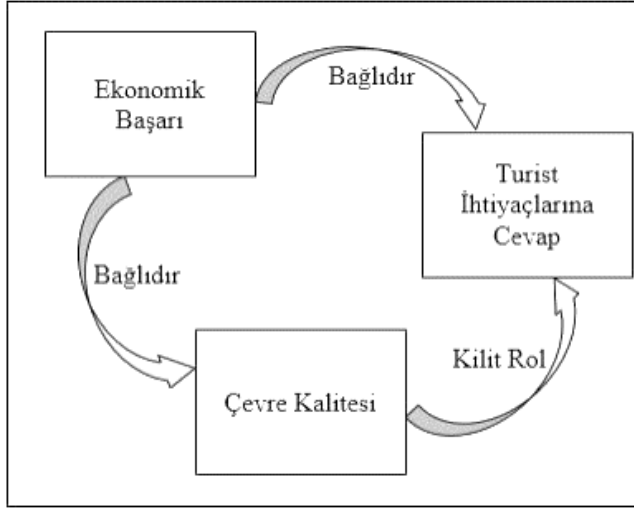 Ekonomik
Başarı
Bağlıdır
Turist
İhtiyaçlarına
Cevap
Bağlıdır
Kilit Rol
Çevre Kalitesi